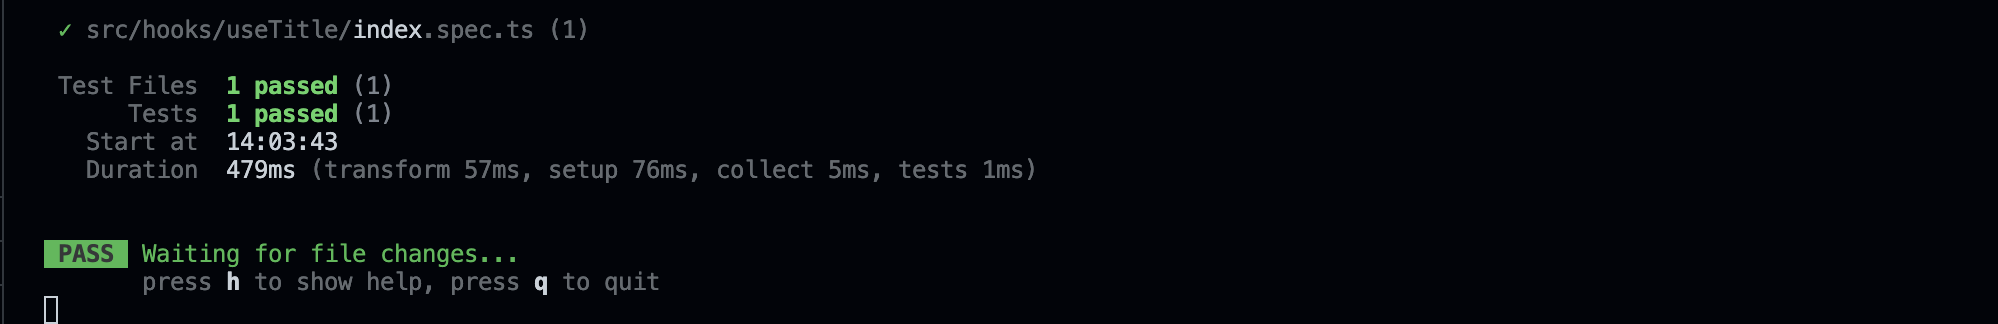 ✓ src/hooks/useTitle/index.spec.ts (1)
Test Files 1 passed (1)
Tests 1 passed (1)
Start at 14:03:43
Duration 479ms (transform 57ms, setup 76ms, collect 5ms, tests 1ms)
PASS Waiting for file changes...
press h to show help, press q to quit